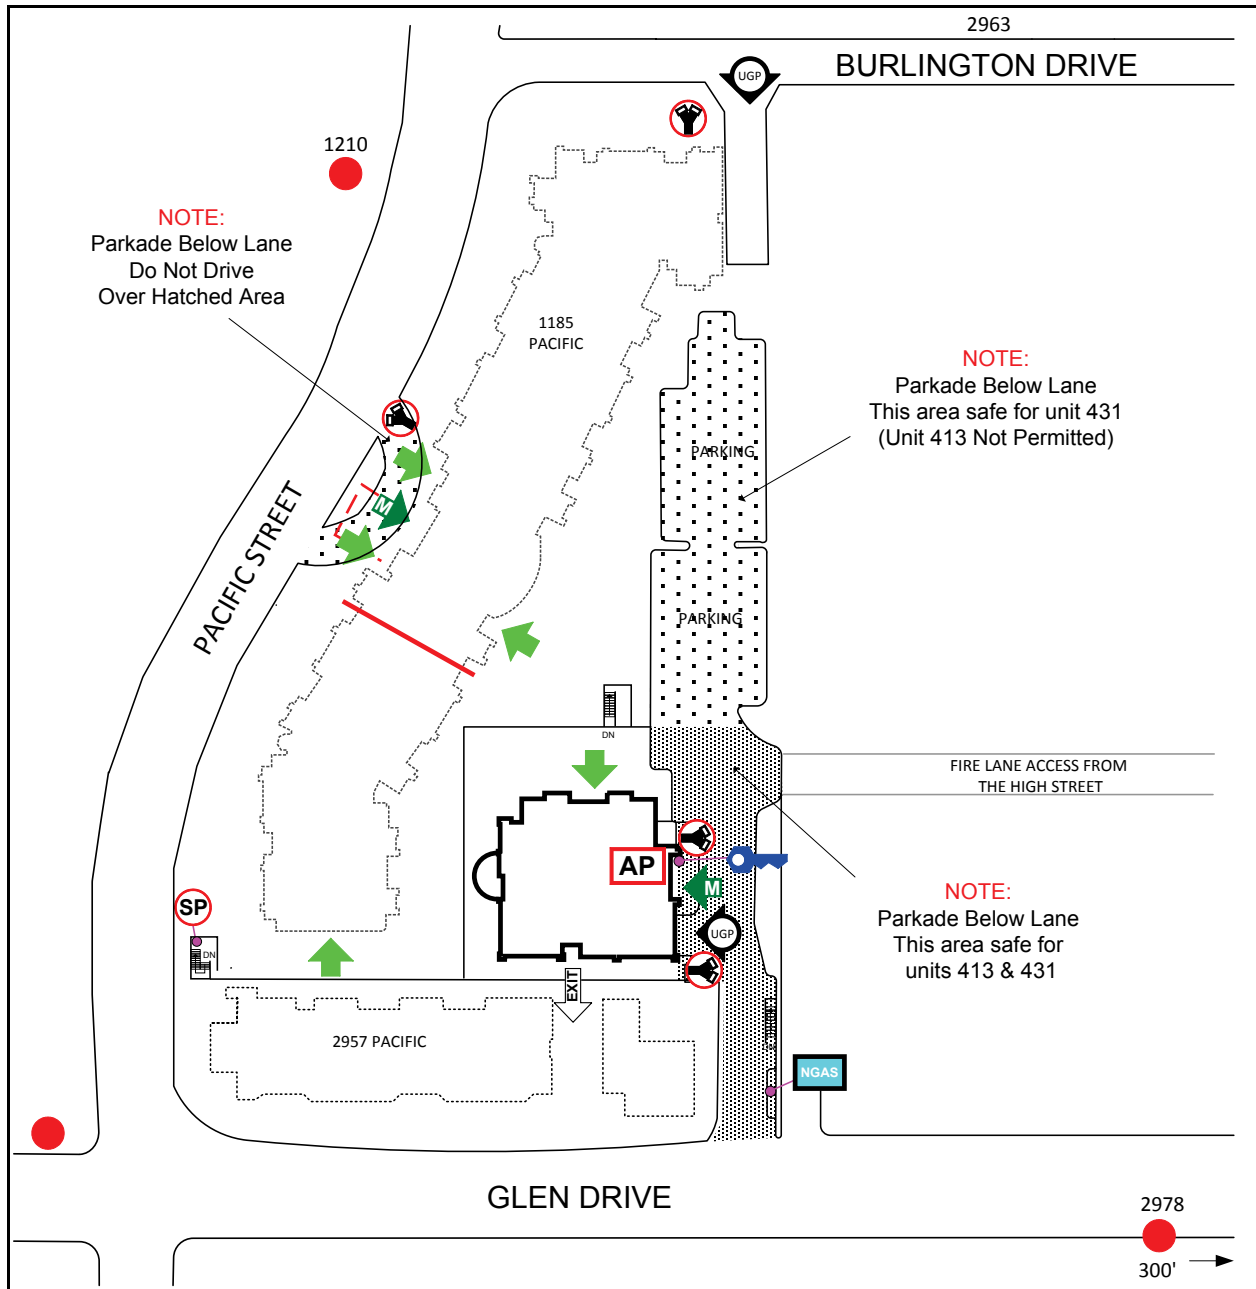 2963
BURLINGTON DRIVE
UGP
1210
NOTE:
Parkade Below Lane
Do Not Drive
Over Hatched Area
1185
PACIFIC
NOTE:
Parkade Below Lane
This area safe for unit 431
(Unit 413 Not Permitted)
PARKING
M
PACIFIC STREET
PARKING
DN
FIRE LANE ACCESS FROM
THE HIGH STREET
AP
M
NOTE:
Parkade Below Lane
This area safe for
units 413 & 431
SP
DN
UGP
EXIT
2957 PACIFIC
NGAS
GLEN DRIVE
2978
300'